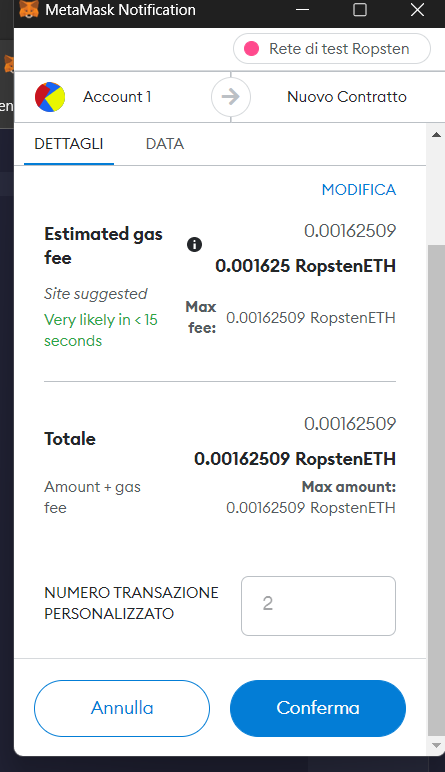 MetaMask Notification
Rete di test Ropsten
en
Account 1
Nuovo Contratto
DETTAGLI
DATA
MODIFICA
Estimated gas
fee
0.00162509
0.001625 RopstenETH
Site suggested
Very likely in < 15
seconds
Max
fee:
0.00162509 RopstenETH
0.00162509
Totale
0.00162509 RopstenETH
Amount + gas
fee
Max amount:
0.00162509 RopstenETH
NUMERO TRANSAZIONE
PERSONALIZZATO
2
Annulla
Conferma